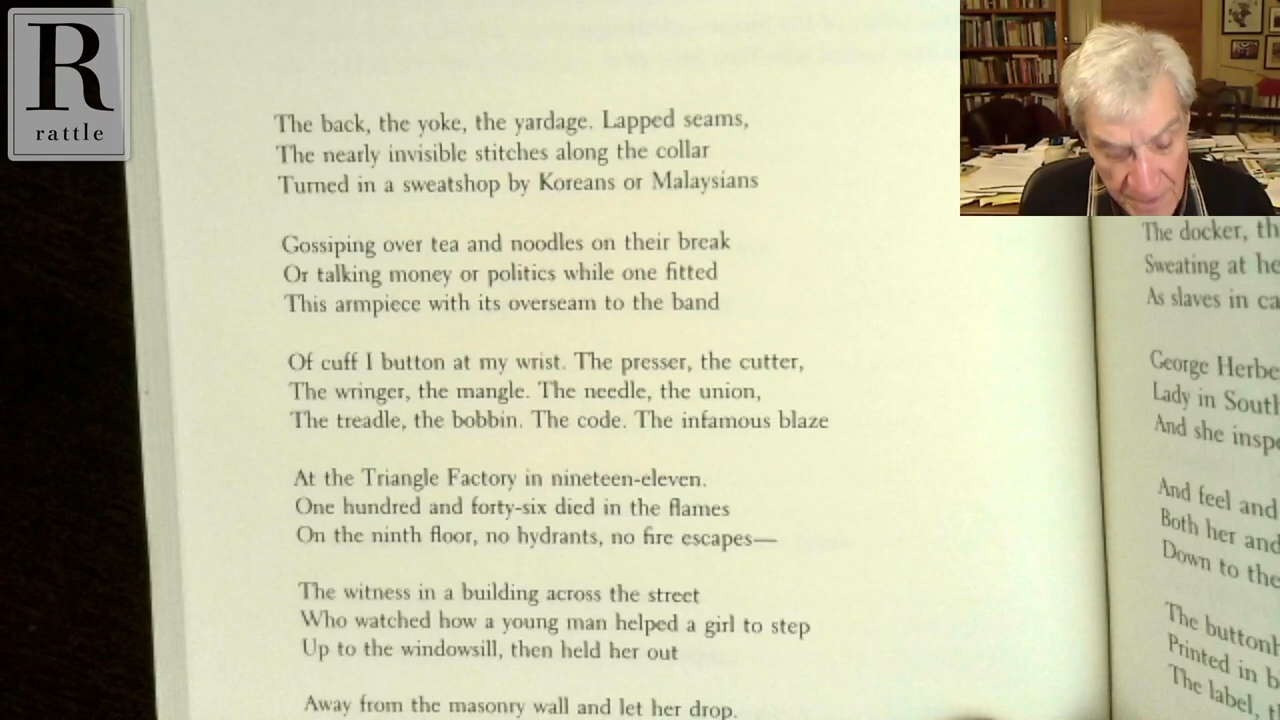 R
rattle
The back, the yoke, the yardage. Lapped seams,
The nearly invisible stitches along the collar
Turned in a sweatshop by Koreans or Malaysians
Gossiping over tea and noodles on their break
Or talking money or politics while one fitted
This armpiece with its overseam to the band
Of cuff I button at my wrist. The presser, the cutter,
The wringer, the mangle. The needle, the union,
The treadle, the bobbin. The code. The infamous blaze
At the Triangle Factory in nineteen-eleven.
One hundred and forty-six died in the flames
On the ninth floor, no hydrants, no fire escapes—
The witness in a building across the street
Who watched how a young man helped a girl to step
Up to the windowsill, then held her out
Away from the masonry wall and let her drop.
The docker, th
Sweating at he
As slaves in ca
George Herbe
Lady in South
And she inspe
And feel and
Both her and
Down to the
The buttonh
Printed in b
The label, t